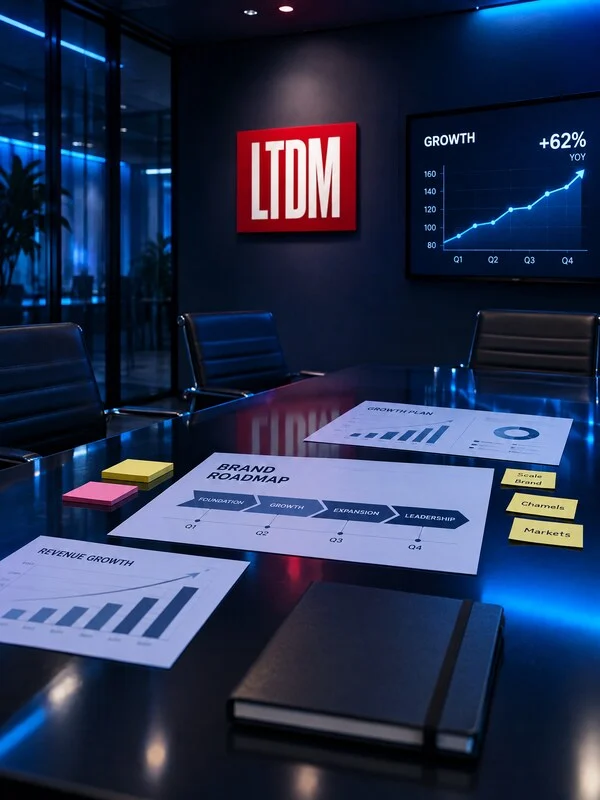 LTDM
GROWTH
+62%
YOY
160
140
120
100
80
Q1 Q2 Q3 Q4
GROWTH PLAN
BRAND
ROADMAP
FOUNDATION GROWTH EXPANSION LEADERSHIP
Q1 Q2 Q3 Q4
Scale
Brand
Channels
Markets
REVENUE GROWTH